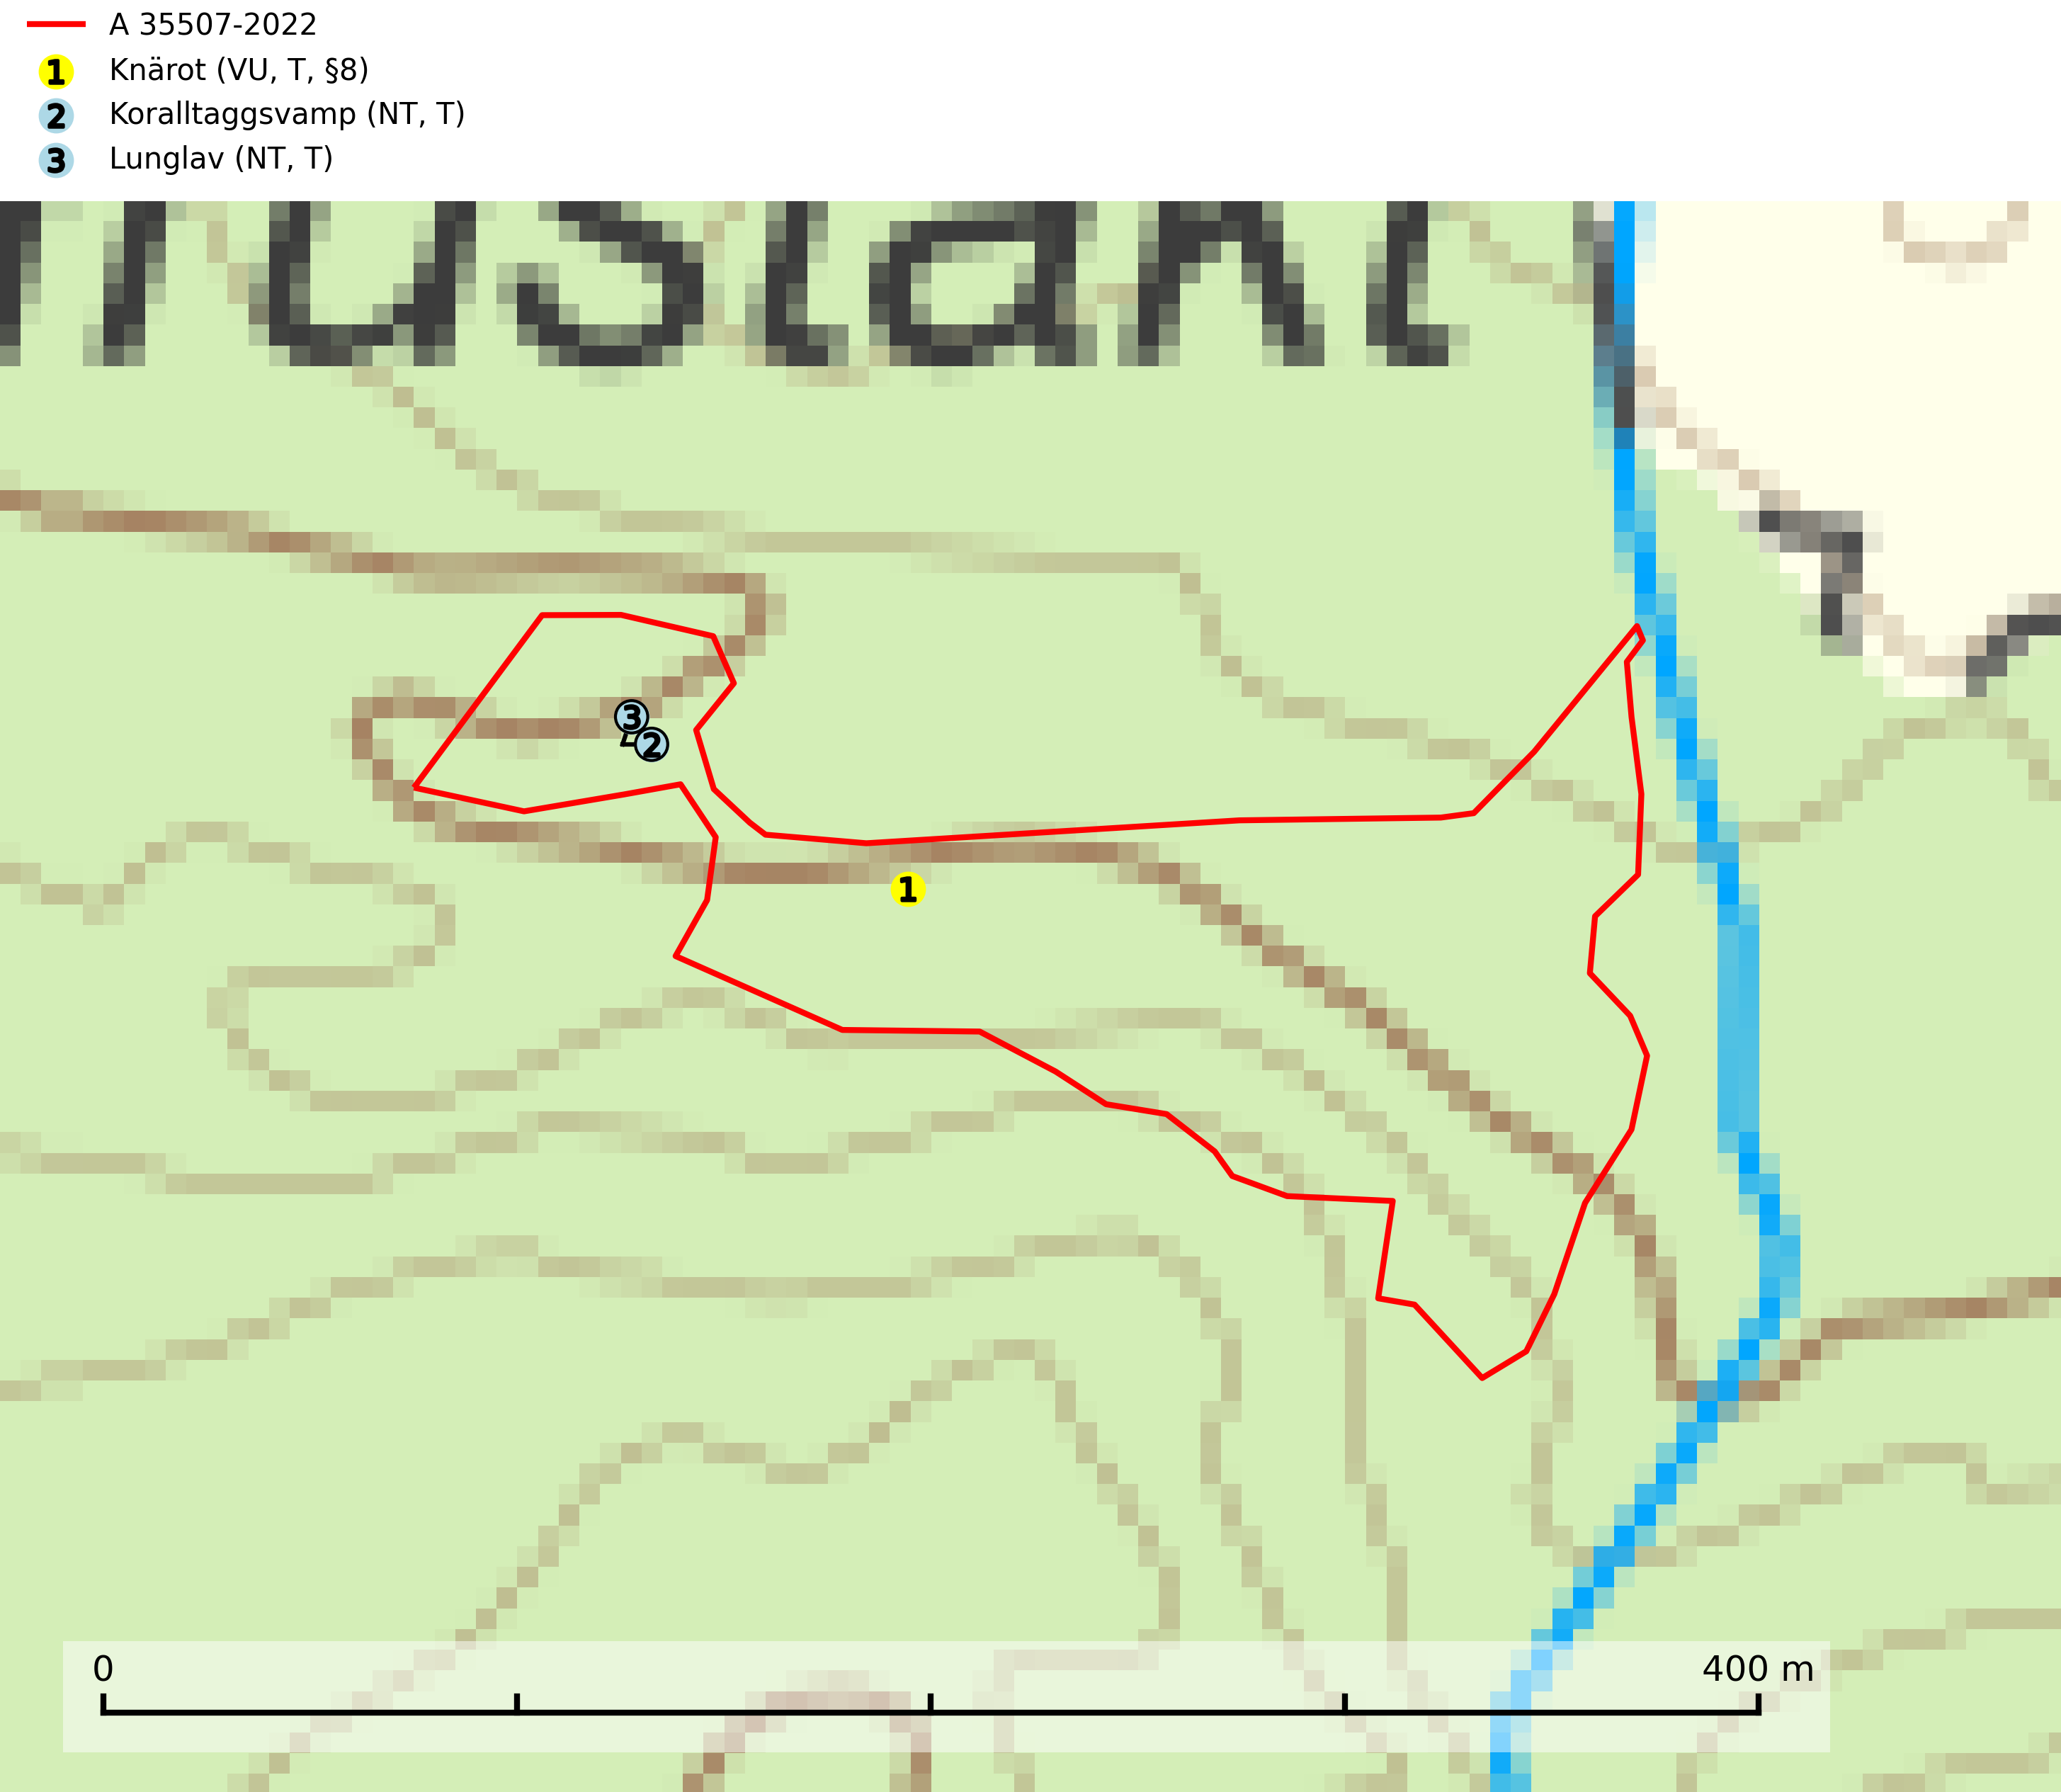 A 35507-2022
1 Knärot (VU, T, §8)
2 Koralltaggsvamp (NT, T)
3 Lunglav (NT, T)
3
2
1
0 400 m